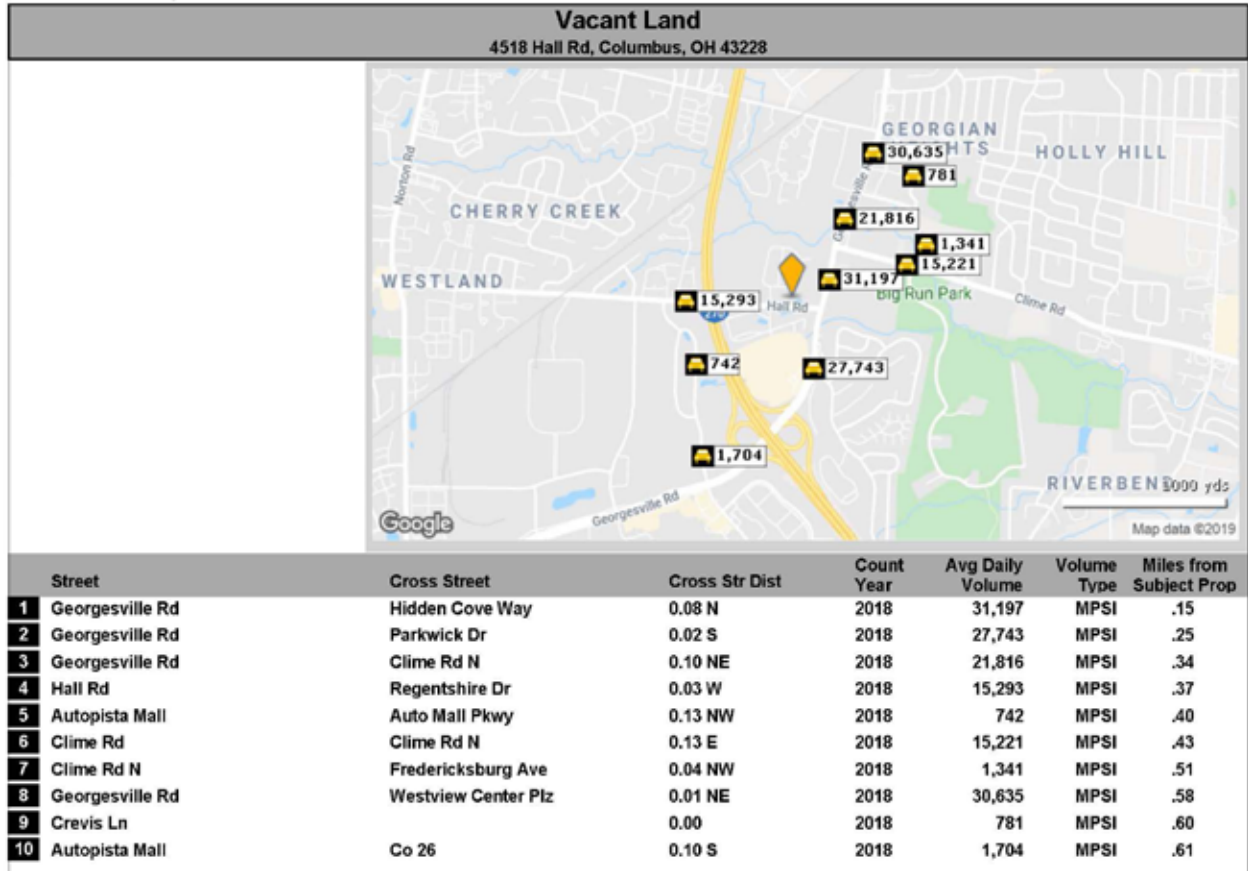 Vacant Land
4518 Hall Rd, Columbus, OH 43228
GEORGIAN
30,635
HTS
HOLLY HILL
Norton Rd
781
CHERRY CREEK
21,816
1,341
15,221
WESTLAND
31,197
Big Run Park
15,293
Hall Rd
Clime Rd
270
742
27,743
1,704
RIVERBEND
1000 yds
Georgesville Rd
Google
Map data ©2019
Street Cross Street Cross Str Dist Count Year Avg Daily Volume Volume Type Miles from Subject Prop
1 Georgesville Rd Hidden Cove Way 0.08 N 2018 31,197 MPSI .15
2 Georgesville Rd Parkwick Dr 0.02 S 2018 27,743 MPSI .25
3 Georgesville Rd Clime Rd N 0.10 NE 2018 21,816 MPSI .34
4 Hall Rd Regentshire Dr 0.03 W 2018 15,293 MPSI .37
5 Autopista Mall Auto Mall Pkwy 0.13 NW 2018 742 MPSI .40
6 Clime Rd Clime Rd N 0.13 E 2018 15,221 MPSI .43
7 Clime Rd N Fredericksburg Ave 0.04 NW 2018 1,341 MPSI .51
8 Georgesville Rd Westview Center Plz 0.01 NE 2018 30,635 MPSI .58
9 Crevis Ln 0.00 2018 781 MPSI .60
10 Autopista Mall Co 26 0.10 S 2018 1,704 MPSI .61